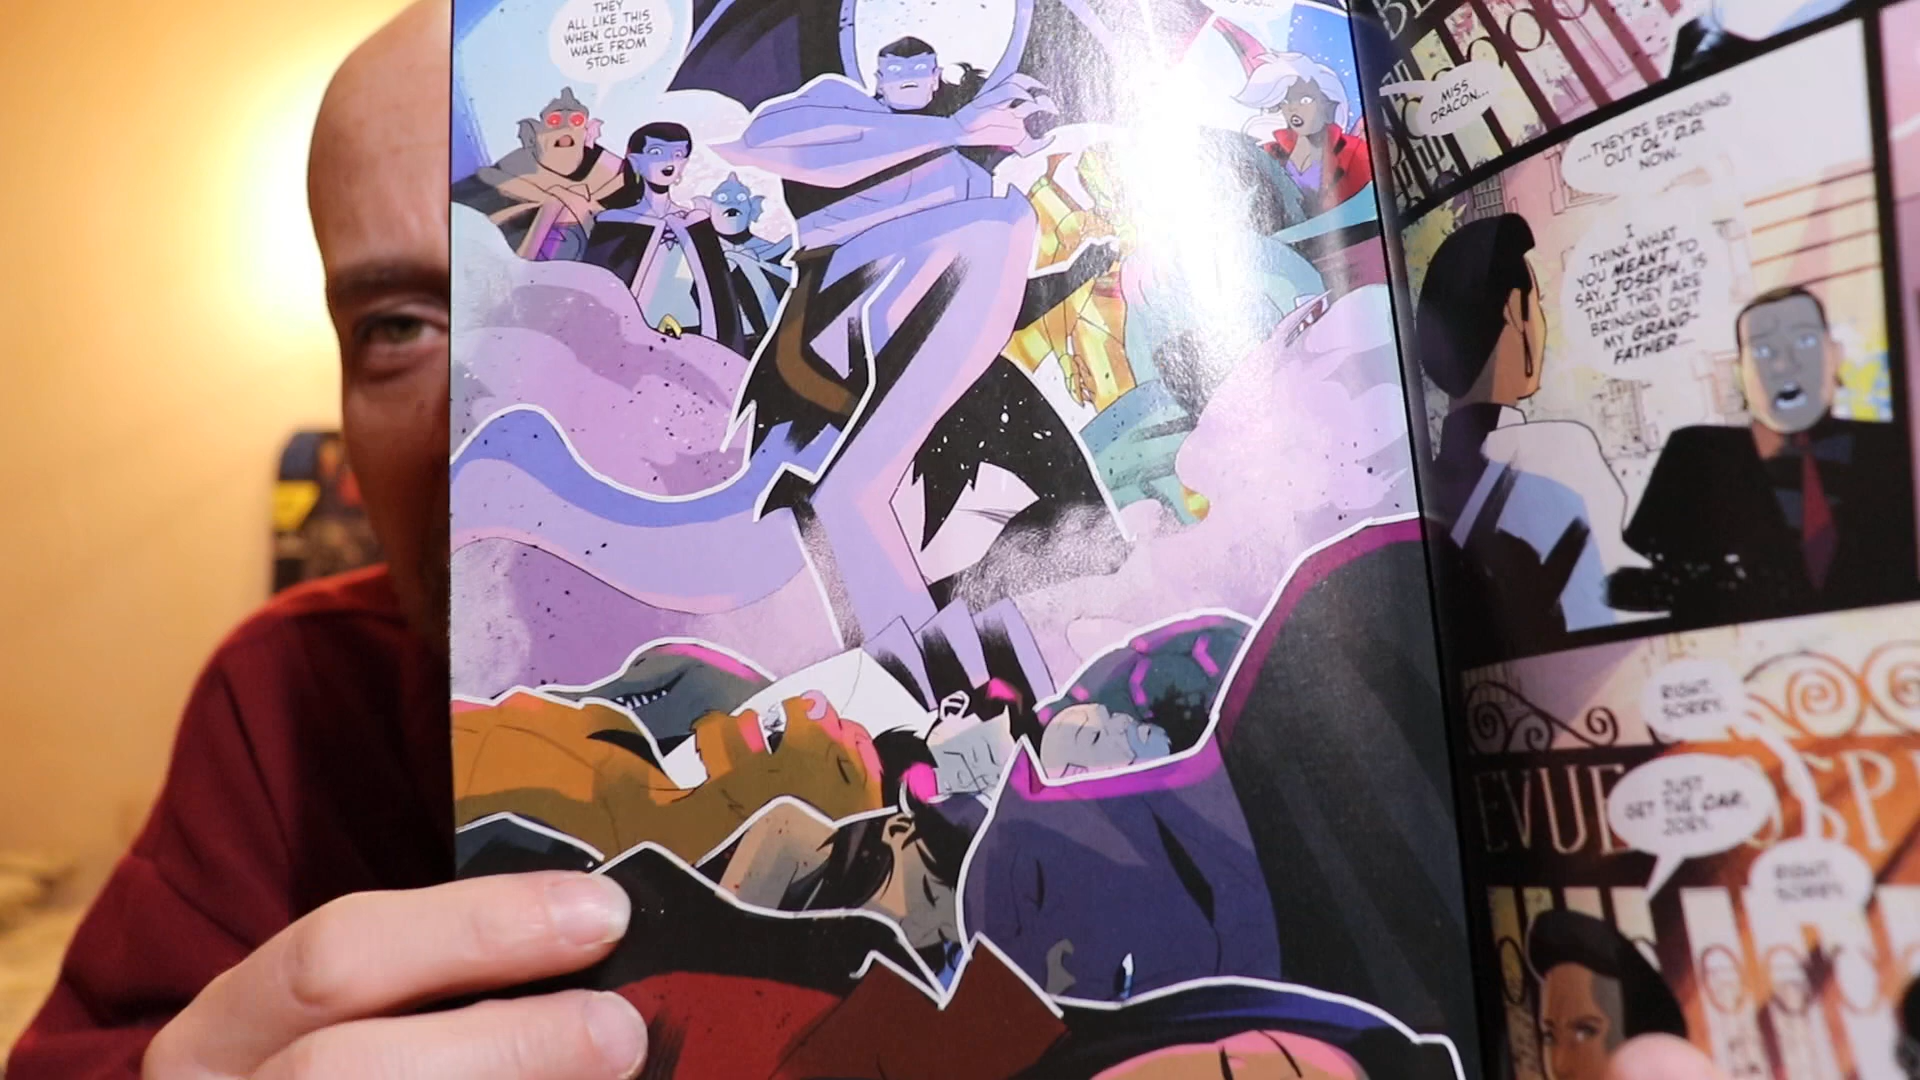 THEY
ALL LIKE THIS
WHEN CLONES
WAKE FROM
STONE.
MISS
DRACON...
...THEY'RE BRINGING
OUT OL' D.D.
NOW.
I
THINK WHAT
YOU MEANT TO
SAY, JOSEPH, IS
THAT THEY ARE
BRINGING OUT
MY GRAND-
FATHER...
RIGHT.
SORRY.
JUST
GET THE CAR,
JOEY.
RIGHT.
SORRY.
EVUE